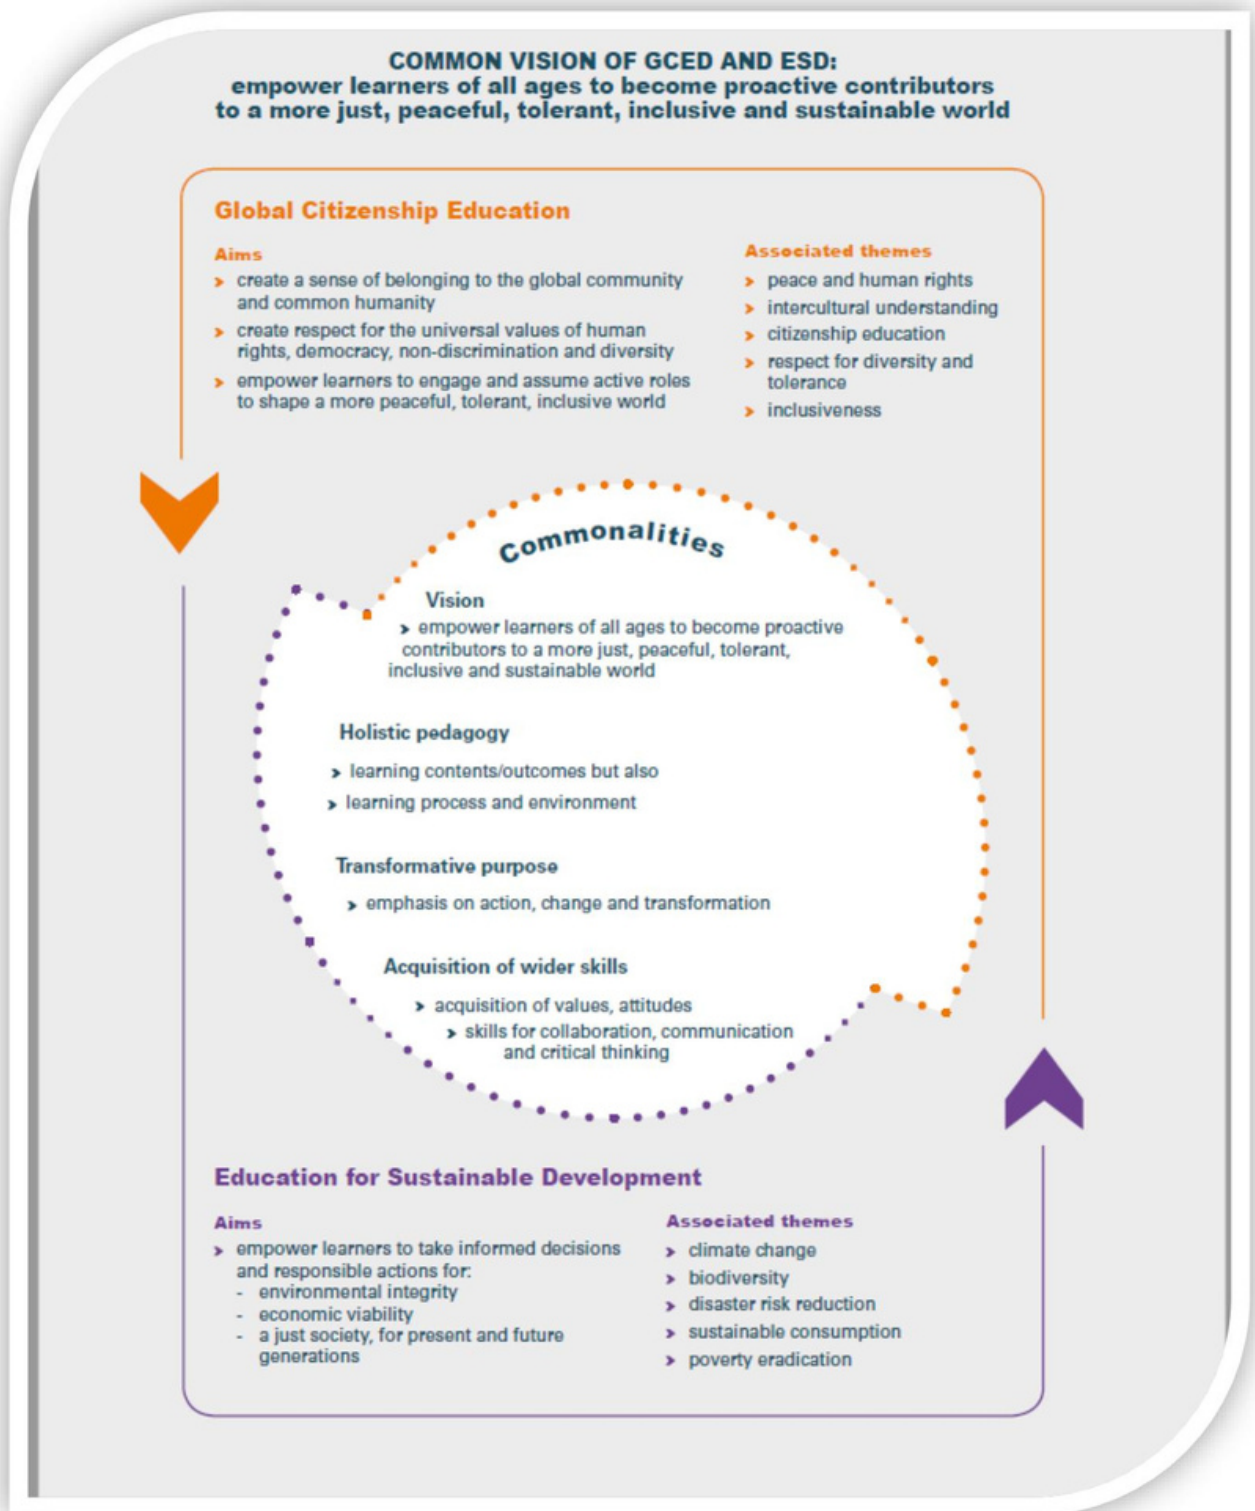 COMMON VISION OF GCED AND ESD:
empower learners of all ages to become proactive contributors
to a more just, peaceful, tolerant, inclusive and sustainable world
Global Citizenship Education
Aims
create a sense of belonging to the global community
and common humanity
create respect for the universal values of human
rights, democracy, non-discrimination and diversity
empower learners to engage and assume active roles
to shape a more peaceful, tolerant, inclusive world
Associated themes
peace and human rights
intercultural understanding
citizenship education
respect for diversity and
tolerance
inclusiveness
Commonalities
Vision
empower learners of all ages to become proactive
contributors to a more just, peaceful, tolerant,
inclusive and sustainable world
Holistic pedagogy
learning contents/outcomes but also
learning process and environment
Transformative purpose
emphasis on action, change and transformation
Acquisition of wider skills
acquisition of values, attitudes
skills for collaboration, communication
and critical thinking
Education for Sustainable Development
Aims
empower learners to take informed decisions
and responsible actions for:
- environmental integrity
- economic viability
- a just society, for present and future
generations
Associated themes
climate change
biodiversity
disaster risk reduction
sustainable consumption
poverty eradication